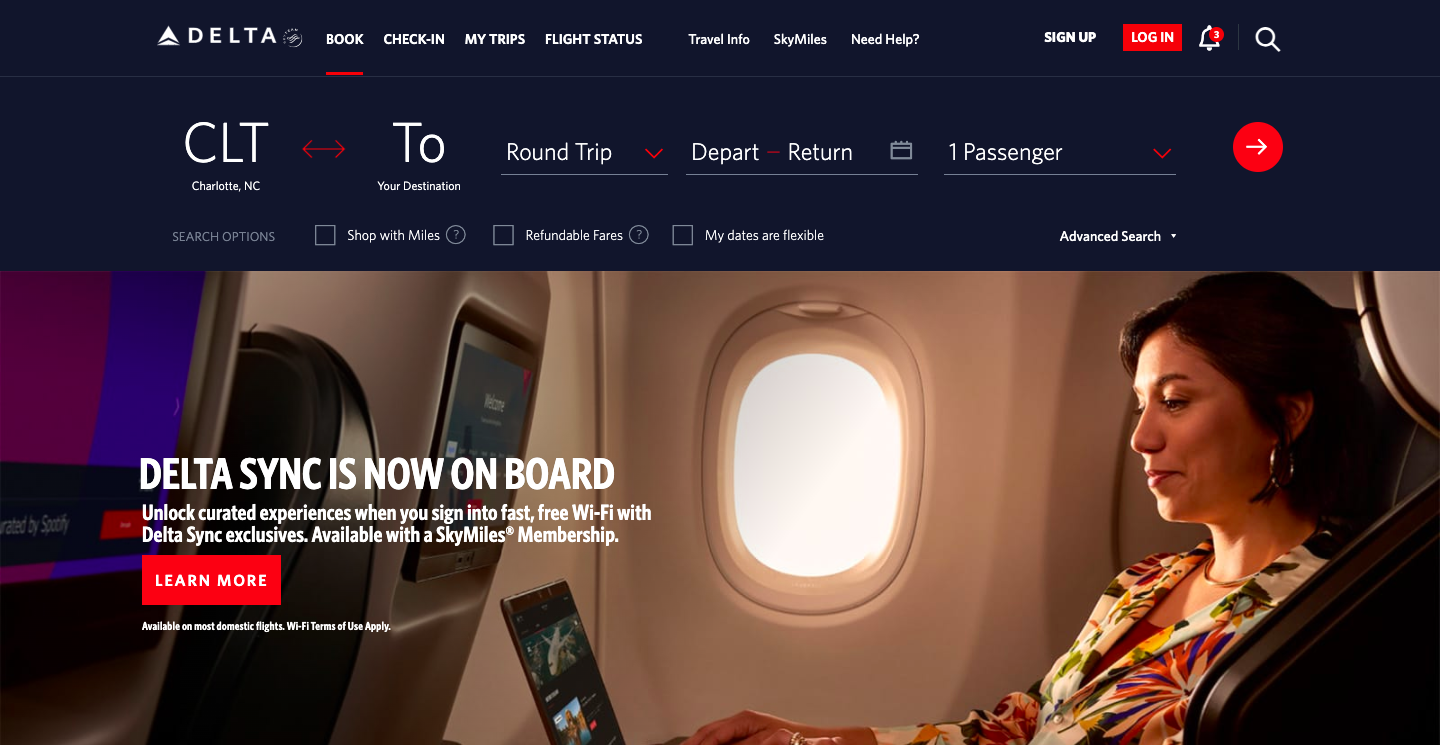 DELTA
BOOK CHECK-IN MY TRIPS FLIGHT STATUS Travel Info SkyMiles Need Help? SIGN UP LOG IN 3
CLT To
Round Trip Depart — Return 1 Passenger
Charlotte, NC Your Destination
SEARCH OPTIONS Shop with Miles ? Refundable Fares ? My dates are flexible Advanced Search
Welcome
DELTA SYNC IS NOW ON BOARD
Unlock curated experiences when you sign into fast, free Wi-Fi with
Delta Sync exclusives. Available with a SkyMiles® Membership.
by Spotify
LEARN MORE
Available on most domestic flights. Wi-Fi Terms of Use Apply.